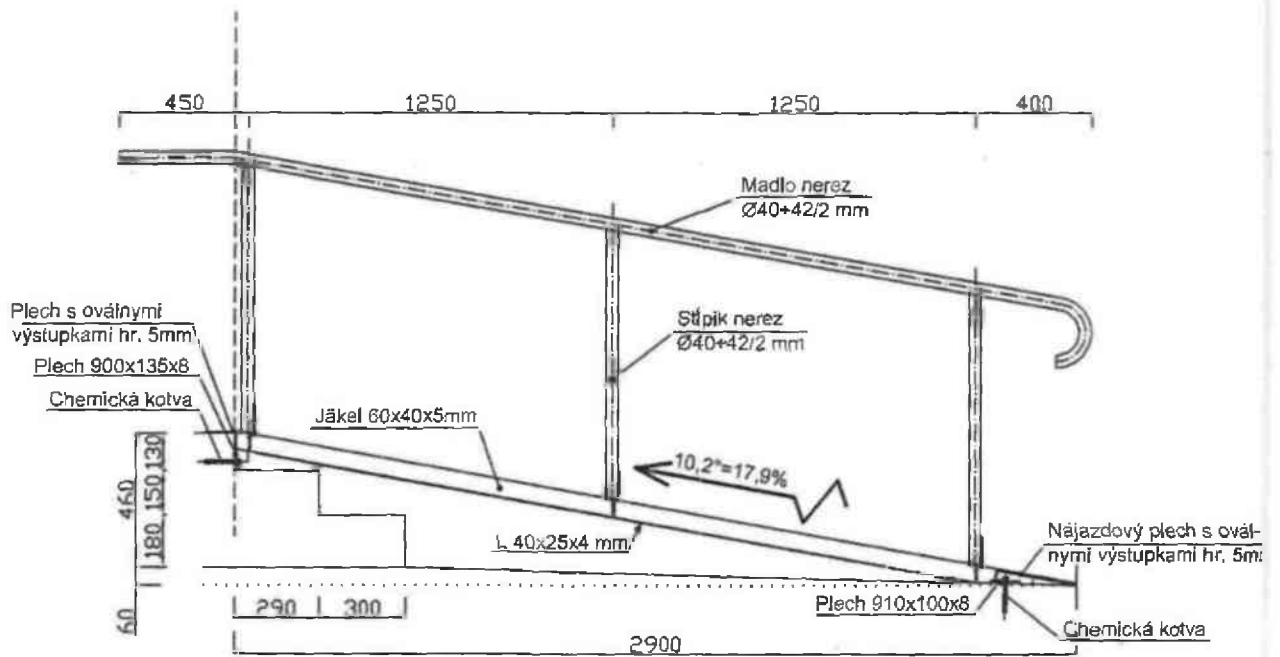 450
1250
1250
400
Madlo nerez
Ø40+42/2 mm
Plech s oválnymi
výstupkami hr. 5mm
Plech 900x135x8
Chemická kotva
Stĺpik nerez
Ø40+42/2 mm
Jäkel 60x40x5mm
10,2°=17,9%
460
130
150
180
60
L 40x25x4 mm
Nájazdový plech s ovál-
nymi výstupkami hr. 5m
Plech 910x100x8
Chemická kotva
290
300
2900